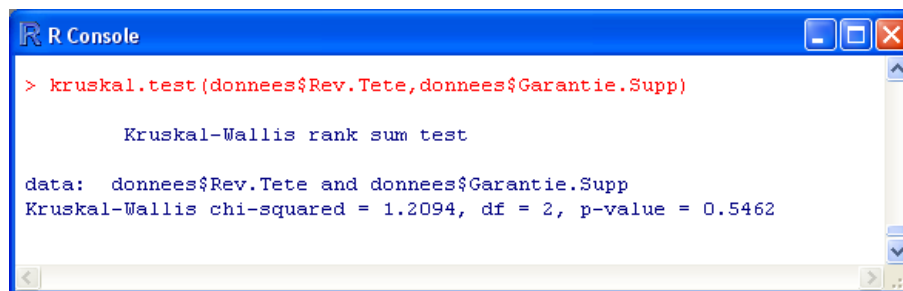 R Console
> kruskal.test(donnees$Rev.Tete,donnees$Garantie.Supp)
Kruskal-Wallis rank sum test
data:  donnees$Rev.Tete and donnees$Garantie.Supp
Kruskal-Wallis chi-squared = 1.2094, df = 2, p-value = 0.5462